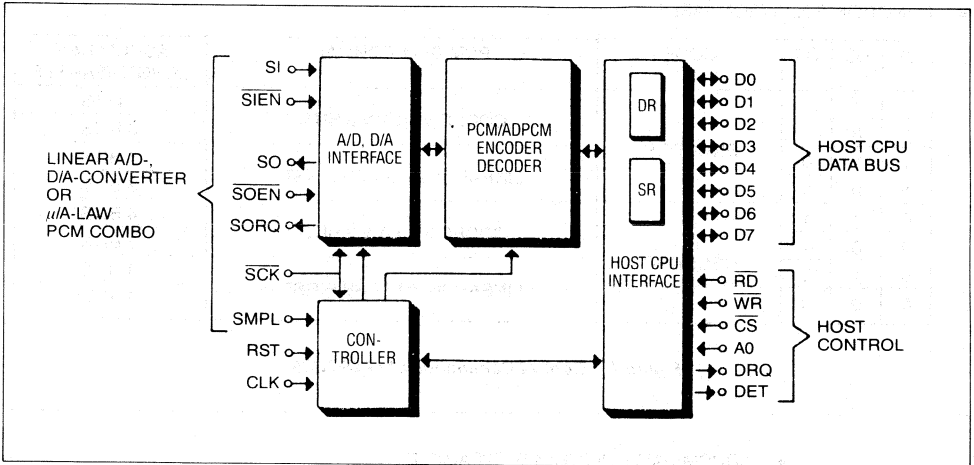 LINEAR A/D-,
D/A-CONVERTER
OR
μ/A-LAW
PCM COMBO
SI
SIEN
SO
SOEN
SORQ
SCK
SMPL
RST
CLK
A/D, D/A
INTERFACE
CON-
TROLLER
PCM/ADPCM
ENCODER
DECODER
DR
SR
HOST CPU
INTERFACE
D0
D1
D2
D3
D4
D5
D6
D7
RD
WR
CS
A0
DRQ
DET
HOST CPU
DATA BUS
HOST
CONTROL